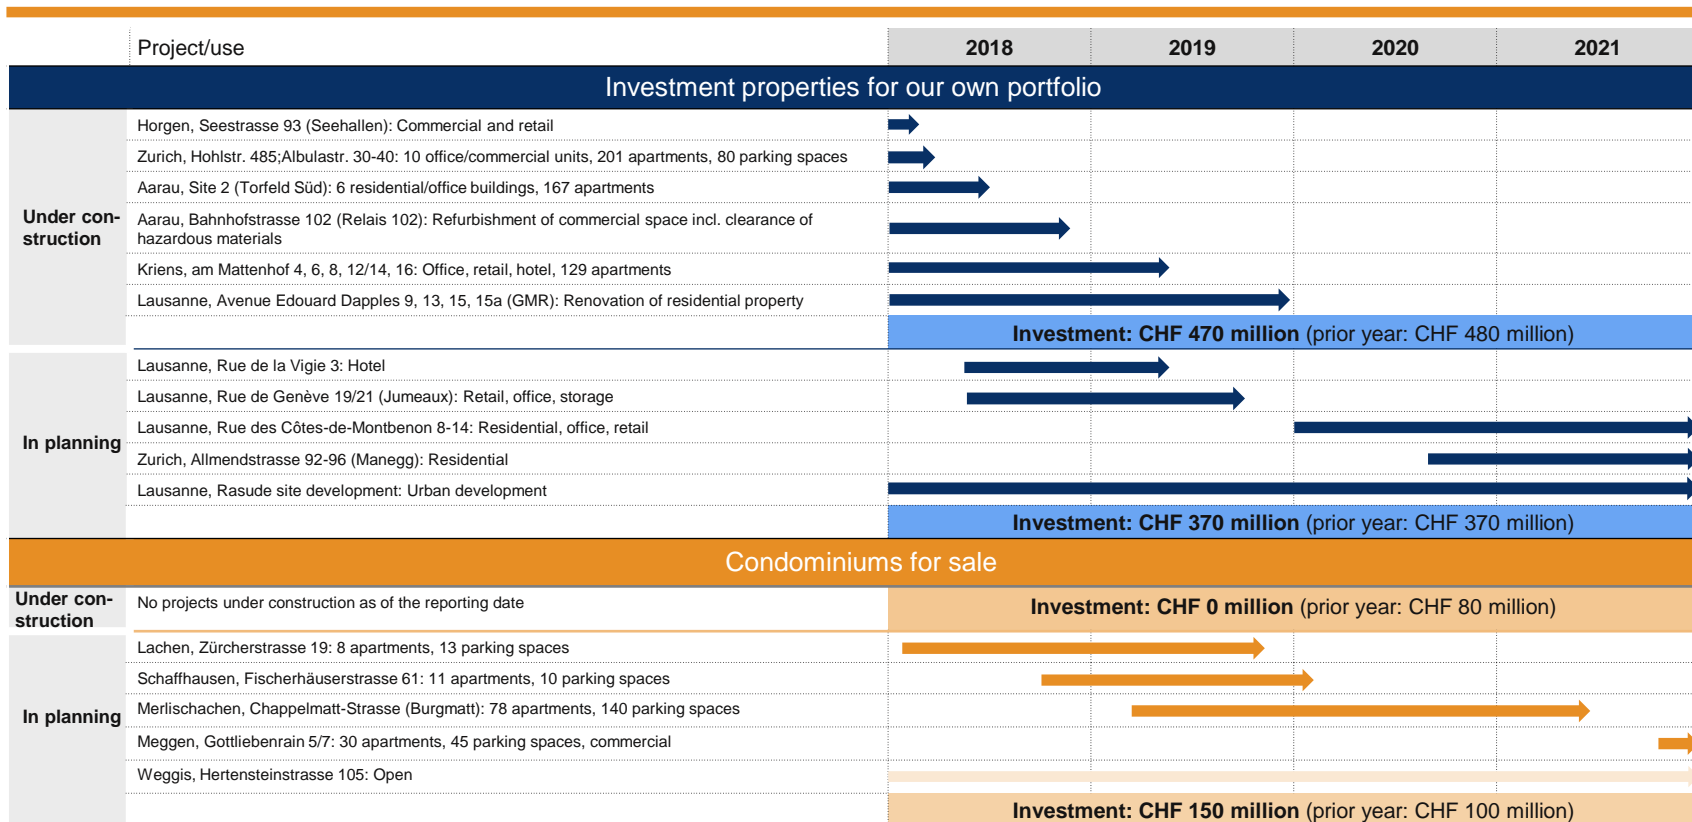 Project/use 2018 2019 2020 2021
Investment properties for our own portfolio
Under con-
struction
Horgen, Seestrasse 93 (Seehallen): Commercial and retail
Zurich, Hohlstr. 485;Albulastr. 30-40: 10 office/commercial units, 201 apartments, 80 parking spaces
Aarau, Site 2 (Torfeld Süd): 6 residential/office buildings, 167 apartments
Aarau, Bahnhofstrasse 102 (Relais 102): Refurbishment of commercial space incl. clearance of
hazardous materials
Kriens, am Mattenhof 4, 6, 8, 12/14, 16: Office, retail, hotel, 129 apartments
Lausanne, Avenue Edouard Dapples 9, 13, 15, 15a (GMR): Renovation of residential property
Investment: CHF 470 million (prior year: CHF 480 million)
In planning
Lausanne, Rue de la Vigie 3: Hotel
Lausanne, Rue de Genève 19/21 (Jumeaux): Retail, office, storage
Lausanne, Rue des Côtes-de-Montbenon 8-14: Residential, office, retail
Zurich, Allmendstrasse 92-96 (Manegg): Residential
Lausanne, Rasude site development: Urban development
Investment: CHF 370 million (prior year: CHF 370 million)
Condominiums for sale
Under con-
struction
No projects under construction as of the reporting date
Investment: CHF 0 million (prior year: CHF 80 million)
In planning
Lachen, Zürcherstrasse 19: 8 apartments, 13 parking spaces
Schaffhausen, Fischerhäuserstrasse 61: 11 apartments, 10 parking spaces
Merlischachen, Chappelmatt-Strasse (Burgmatt): 78 apartments, 140 parking spaces
Meggen, Gottliebenrain 5/7: 30 apartments, 45 parking spaces, commercial
Weggis, Hertensteinstrasse 105: Open
Investment: CHF 150 million (prior year: CHF 100 million)